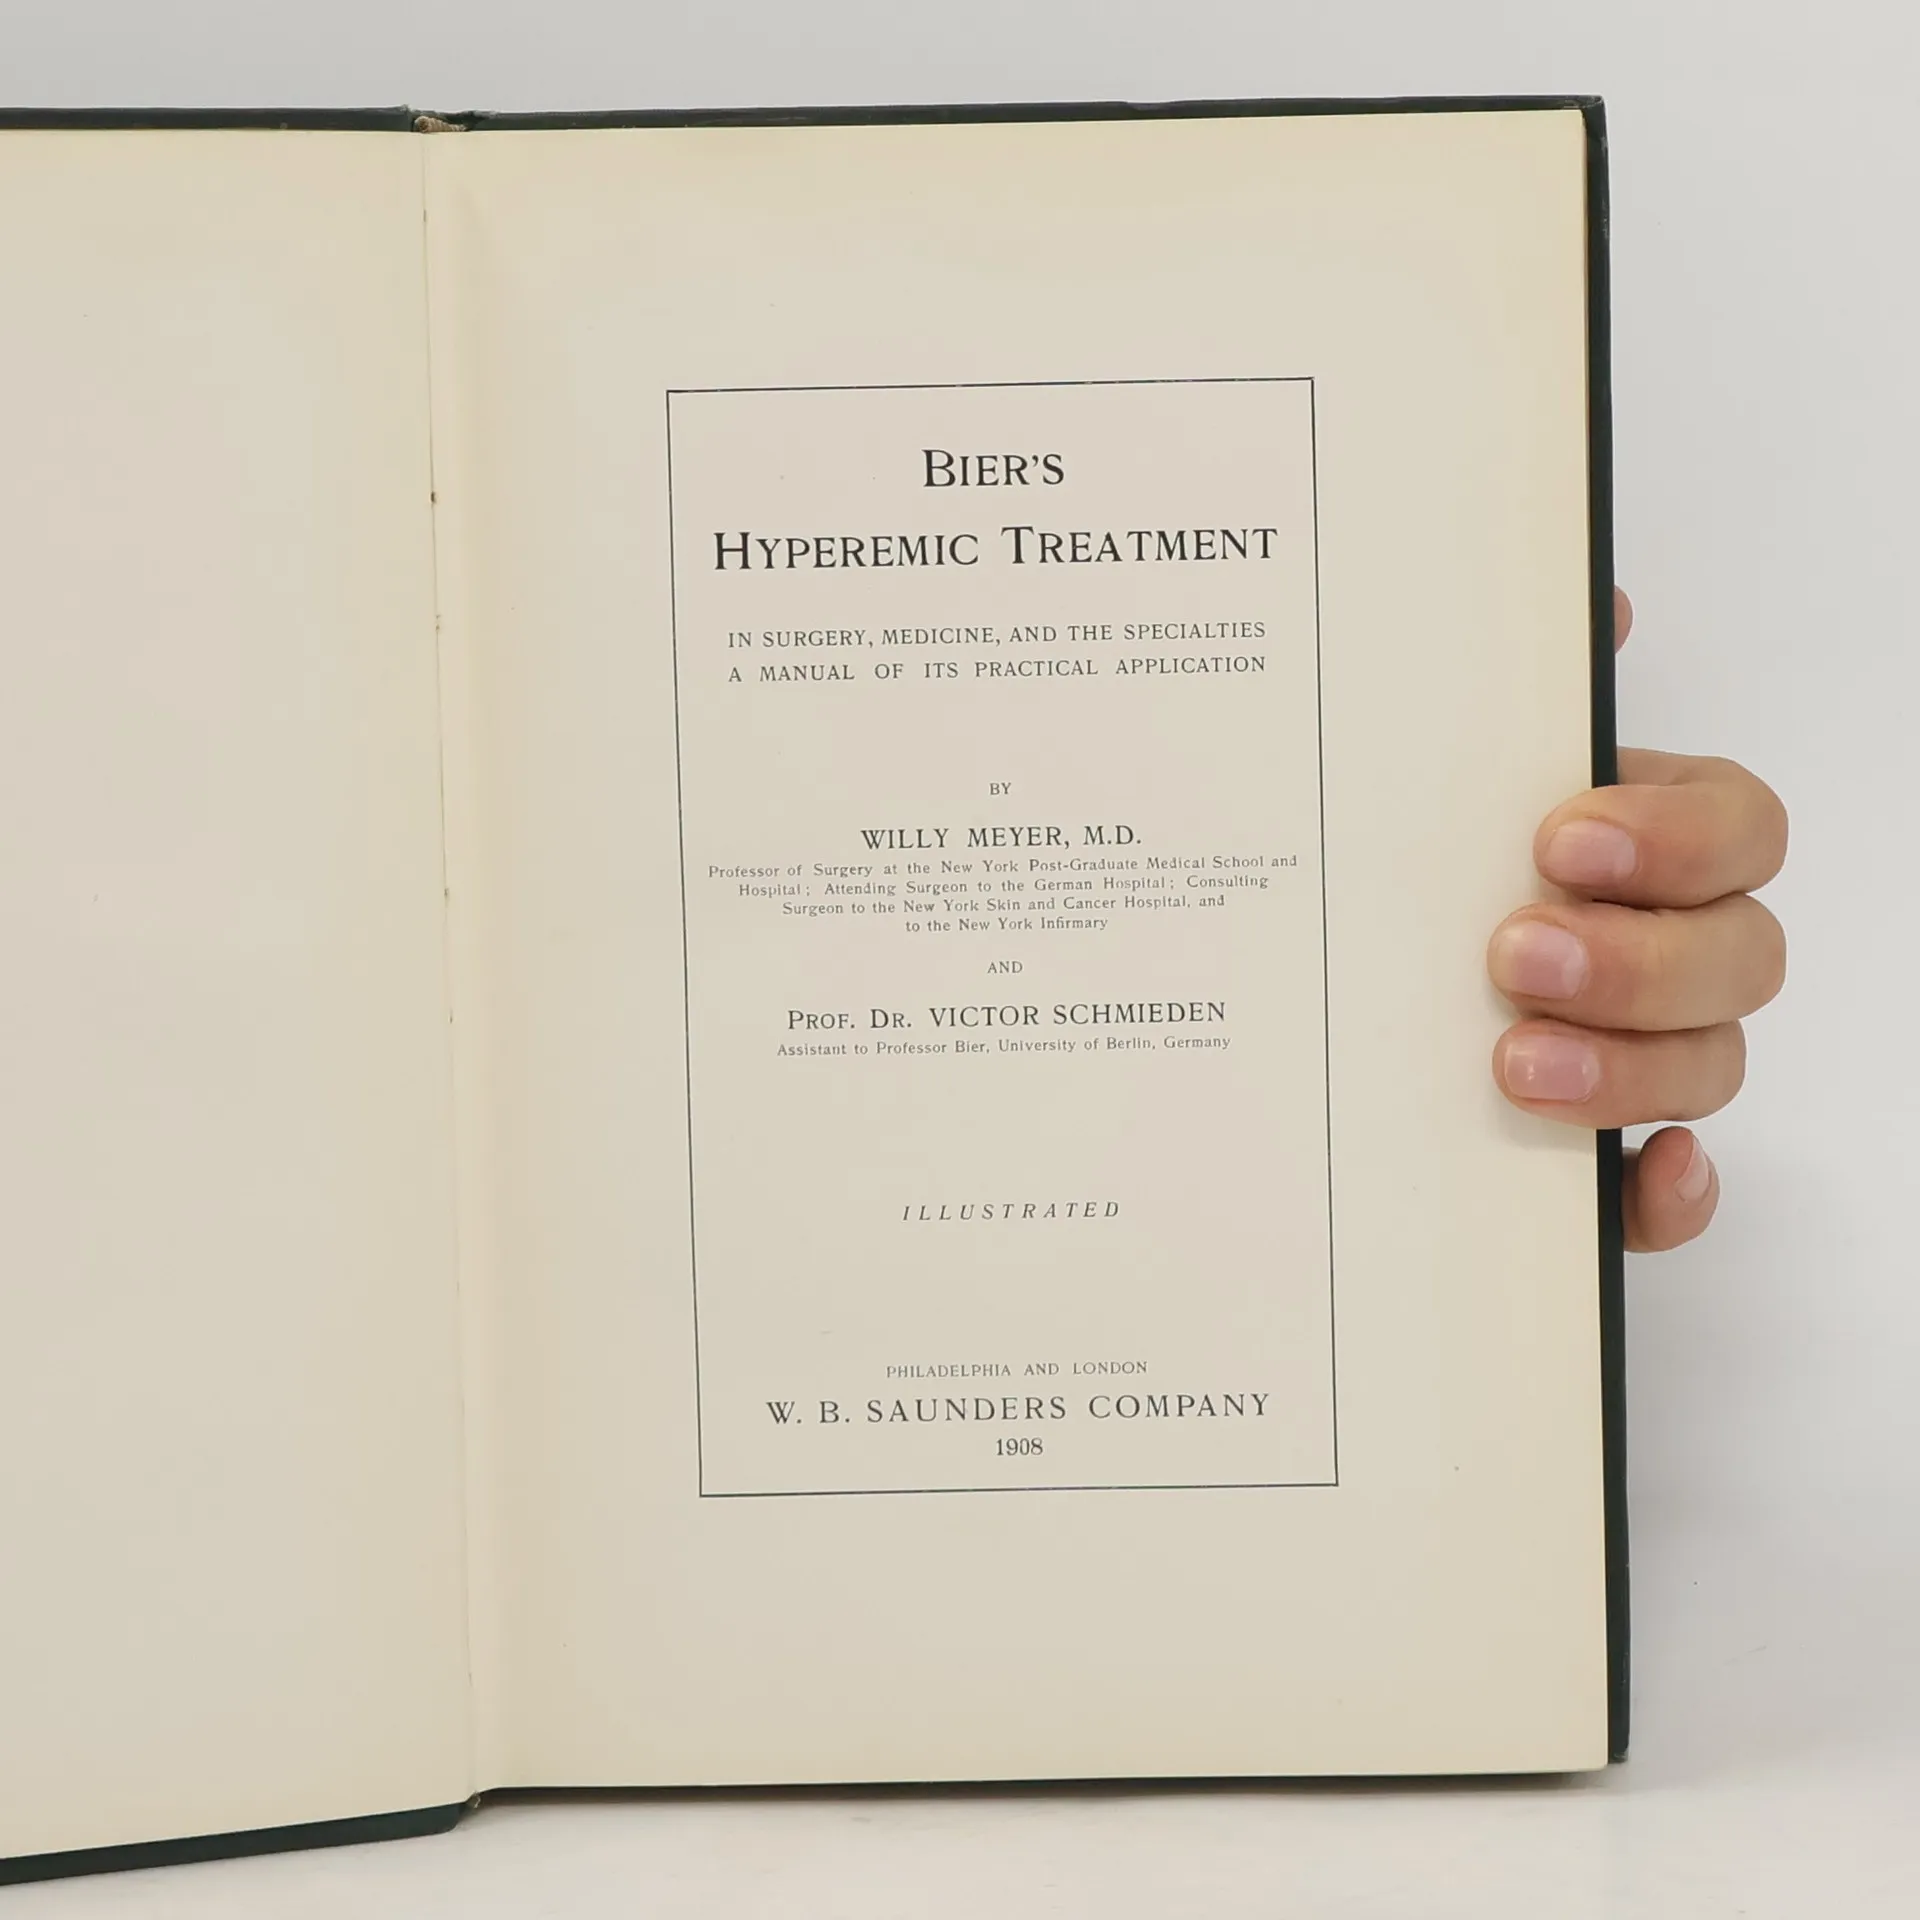 BIER'S
HYPEREMIC TREATMENT
IN SURGERY, MEDICINE, AND THE SPECIALTIES
A MANUAL OF ITS PRACTICAL APPLICATION
BY
WILLY MEYER, M.D.
Professor of Surgery at the New York Post-Graduate Medical School and
Hospital; Attending Surgeon to the German Hospital; Consulting
Surgeon to the New York Skin and Cancer Hospital, and
to the New York Infirmary
AND
PROF. DR. VICTOR SCHMIEDEN
Assistant to Professor Bier, University of Berlin, Germany
ILLUSTRATED
PHILADELPHIA AND LONDON
W. B. SAUNDERS COMPANY
1908